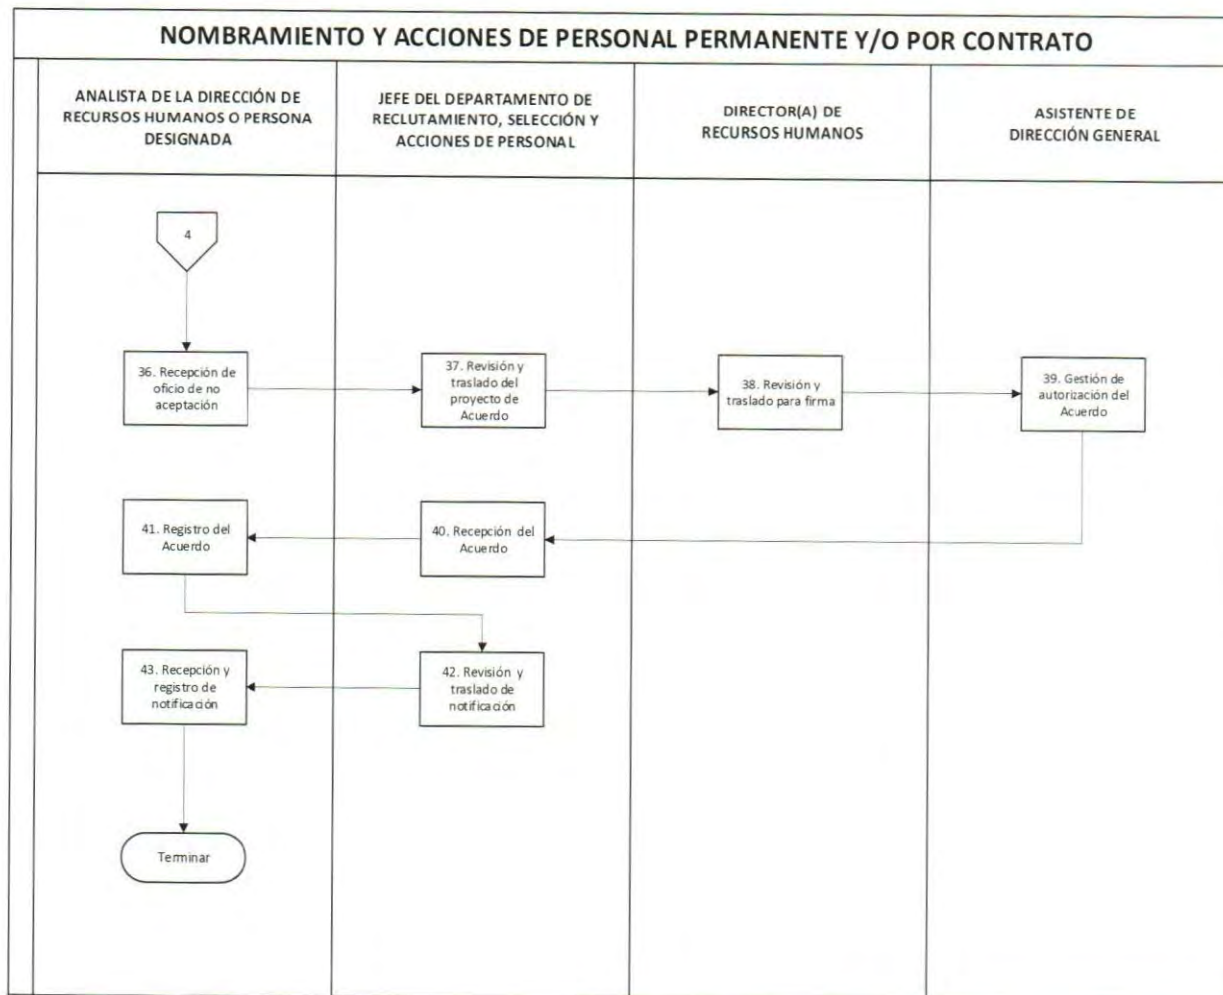 NOMBRAMIENTO Y ACCIONES DE PERSONAL PERMANENTE Y/O POR CONTRATO
ANALISTA DE LA DIRECCIÓN DE
RECURSOS HUMANOS O PERSONA
DESIGNADA
JEFE DEL DEPARTAMENTO DE
RECLUTAMIENTO, SELECCIÓN Y
ACCIONES DE PERSONAL
DIRECTOR(A) DE
RECURSOS HUMANOS
ASISTENTE DE
DIRECCIÓN GENERAL
4
36. Recepción de
oficio de no
aceptación
37. Revisión y
traslado del
proyecto de
Acuerdo
38. Revisión y
traslado para firma
39. Gestión de
autorización del
Acuerdo
41. Registro del
Acuerdo
40. Recepción del
Acuerdo
43. Recepción y
registro de
notificación
42. Revisión y
traslado de
notificación
Terminar